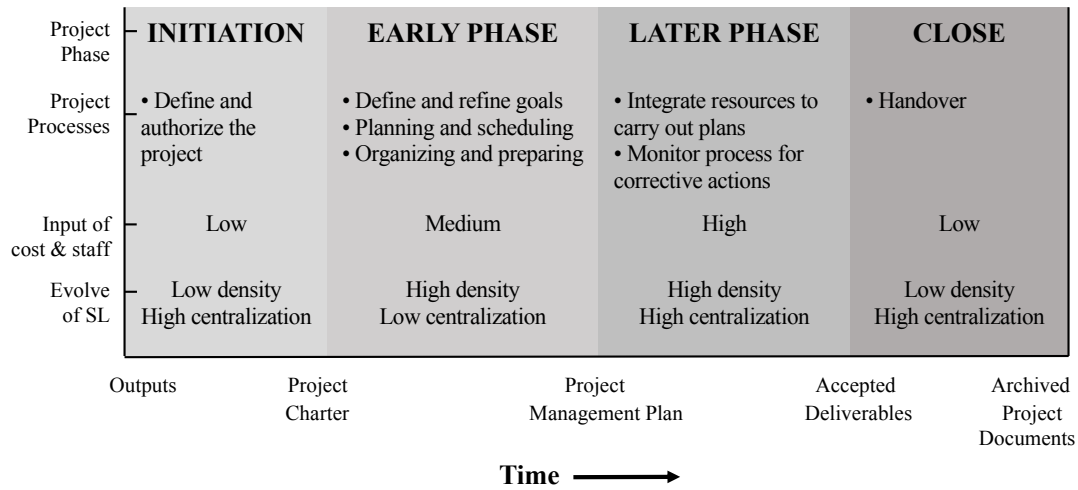 Project
Phase
INITIATION
EARLY PHASE
LATER PHASE
CLOSE
Project
Processes
• Define and
authorize the
project
• Define and refine goals
• Planning and scheduling
• Organizing and preparing
• Integrate resources to
carry out plans
• Monitor process for
corrective actions
• Handover
Input of
cost & staff
Low
Medium
High
Low
Evolve
of SL
Low density
High centralization
High density
Low centralization
High density
High centralization
Low density
High centralization
Outputs
Project
Charter
Project
Management Plan
Accepted
Deliverables
Archived
Project
Documents
Time